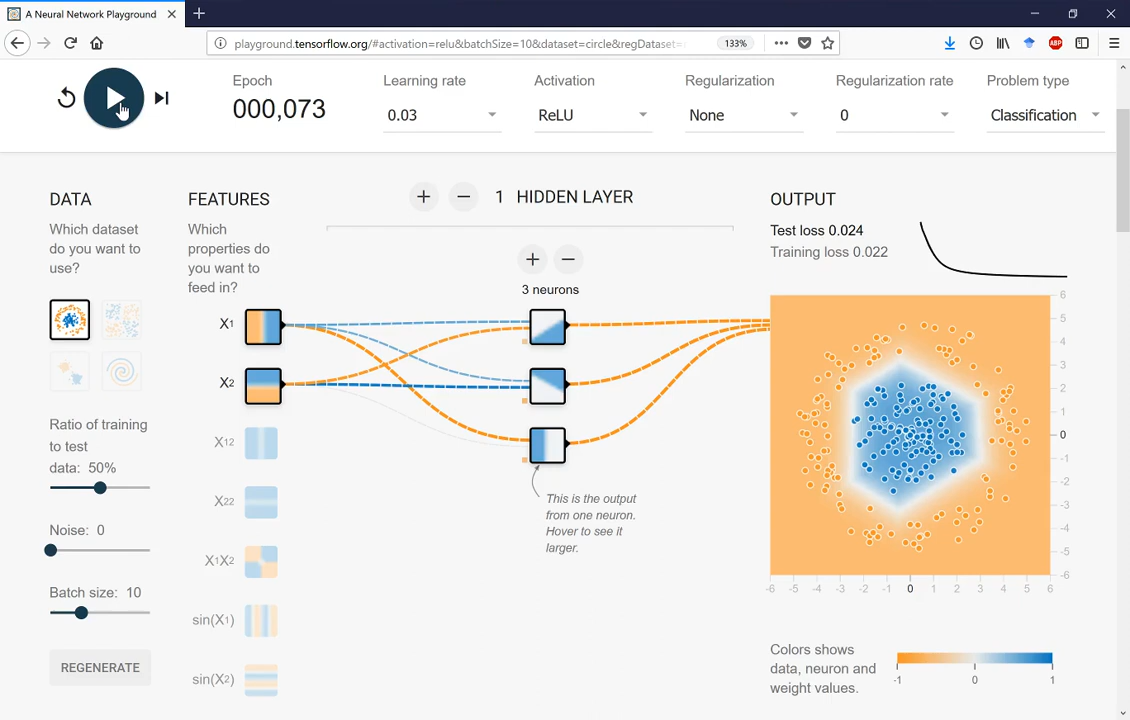 A Neural Network Playground
playground.tensorflow.org/#activation=relu&batchSize=10&dataset=circle&regDataset=
133%
ABP
Epoch
000,073
Learning rate
0.03
Activation
ReLU
Regularization
None
Regularization rate
0
Problem type
Classification
DATA
Which dataset
do you want to
use?
Ratio of training
to test
data: 50%
Noise: 0
Batch size: 10
REGENERATE
FEATURES
Which
properties do
you want to
feed in?
X1
X2
X12
X22
X1X2
sin(X1)
sin(X2)
+ − 1 HIDDEN LAYER
+ −
3 neurons
This is the output
from one neuron.
Hover to see it
larger.
OUTPUT
Test loss 0.024
Training loss 0.022
6
5
4
3
2
1
0
-1
-2
-3
-4
-5
-6
-6 -5 -4 -3 -2 -1 0 1 2 3 4 5 6
Colors shows
data, neuron and
weight values.
-1 0 1